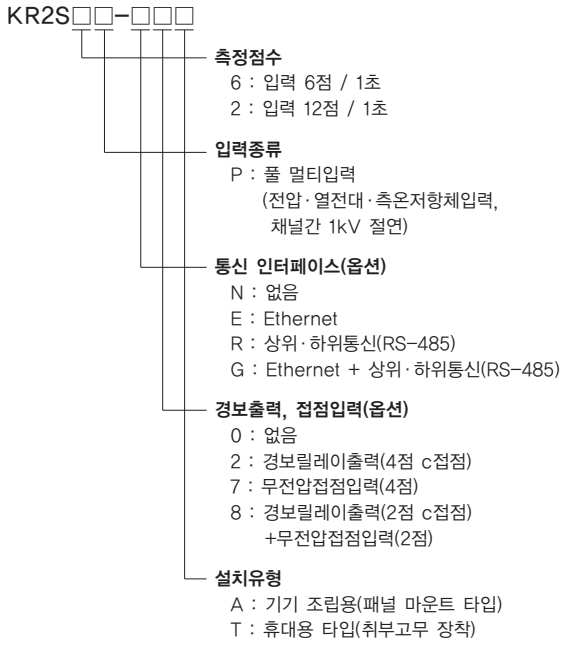 KR2S□□-□□□
측정점수
6 : 입력 6점 / 1초
2 : 입력 12점 / 1초
입력종류
P : 풀 멀티입력
(전압·열전대·측온저항체입력,
채널간 1kV 절연)
통신 인터페이스(옵션)
N : 없음
E : Ethernet
R : 상위·하위통신(RS-485)
G : Ethernet + 상위·하위통신(RS-485)
경보출력, 접점입력(옵션)
0 : 없음
2 : 경보릴레이출력(4점 c접점)
7 : 무전압접점입력(4점)
8 : 경보릴레이출력(2점 c접점)
+무전압접점입력(2점)
설치유형
A : 기기 조립용(패널 마운트 타입)
T : 휴대용 타입(취부고무 장착)